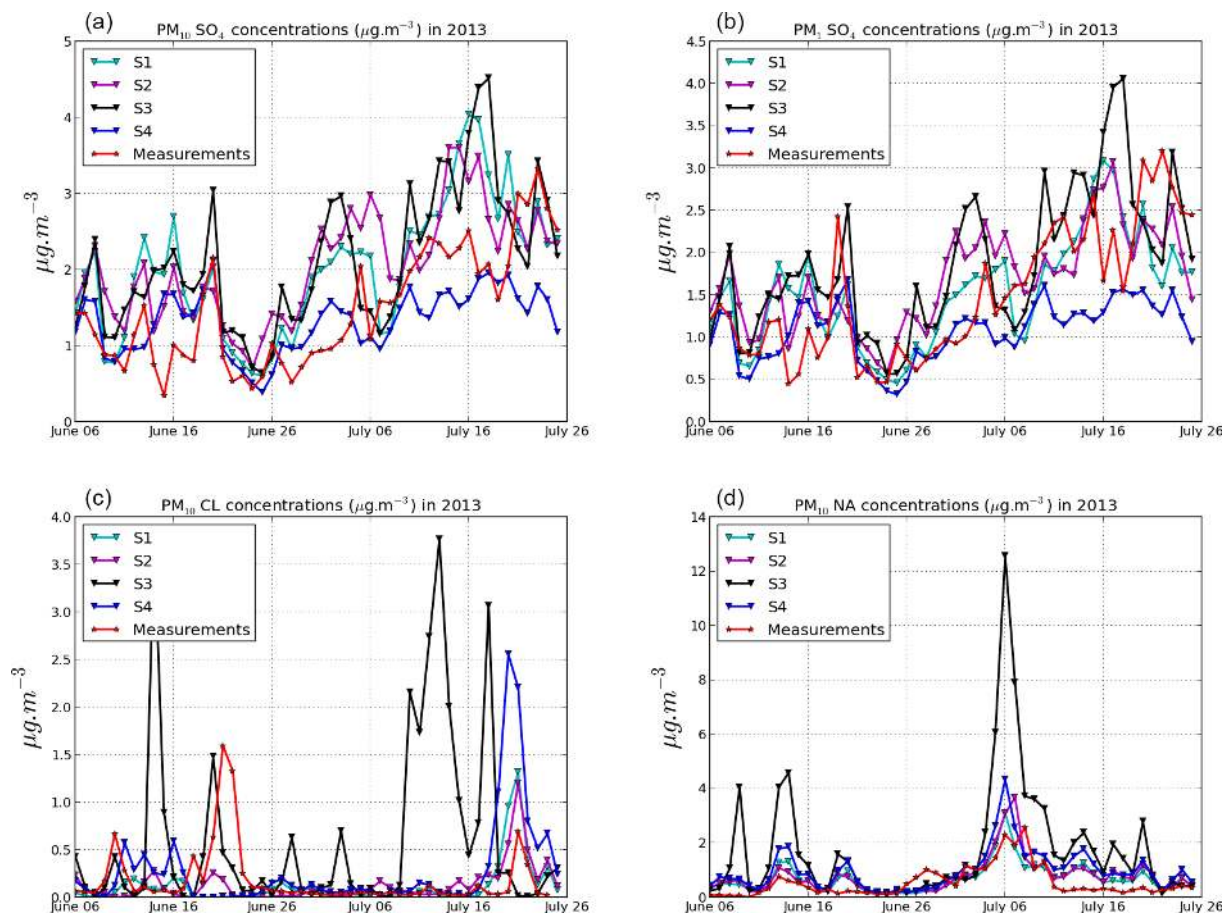 (a)
PM₁₀ SO₄ concentrations (μg.m⁻³) in 2013
5
4
3
2
1
0
μg.m⁻³
S1
S2
S3
S4
Measurements
June 06
June 16
June 26
July 06
July 16
July 26
(b)
PM₁ SO₄ concentrations (μg.m⁻³) in 2013
4.5
4.0
3.5
3.0
2.5
2.0
1.5
1.0
0.5
0.0
μg.m⁻³
S1
S2
S3
S4
Measurements
June 06
June 16
June 26
July 06
July 16
July 26
(c)
PM₁₀ CL concentrations (μg.m⁻³) in 2013
4.0
3.5
3.0
2.5
2.0
1.5
1.0
0.5
0.0
μg.m⁻³
S1
S2
S3
S4
Measurements
June 06
June 16
June 26
July 06
July 16
July 26
(d)
PM₁₀ NA concentrations (μg.m⁻³) in 2013
14
12
10
8
6
4
2
0
μg.m⁻³
S1
S2
S3
S4
Measurements
June 06
June 16
June 26
July 06
July 16
July 26